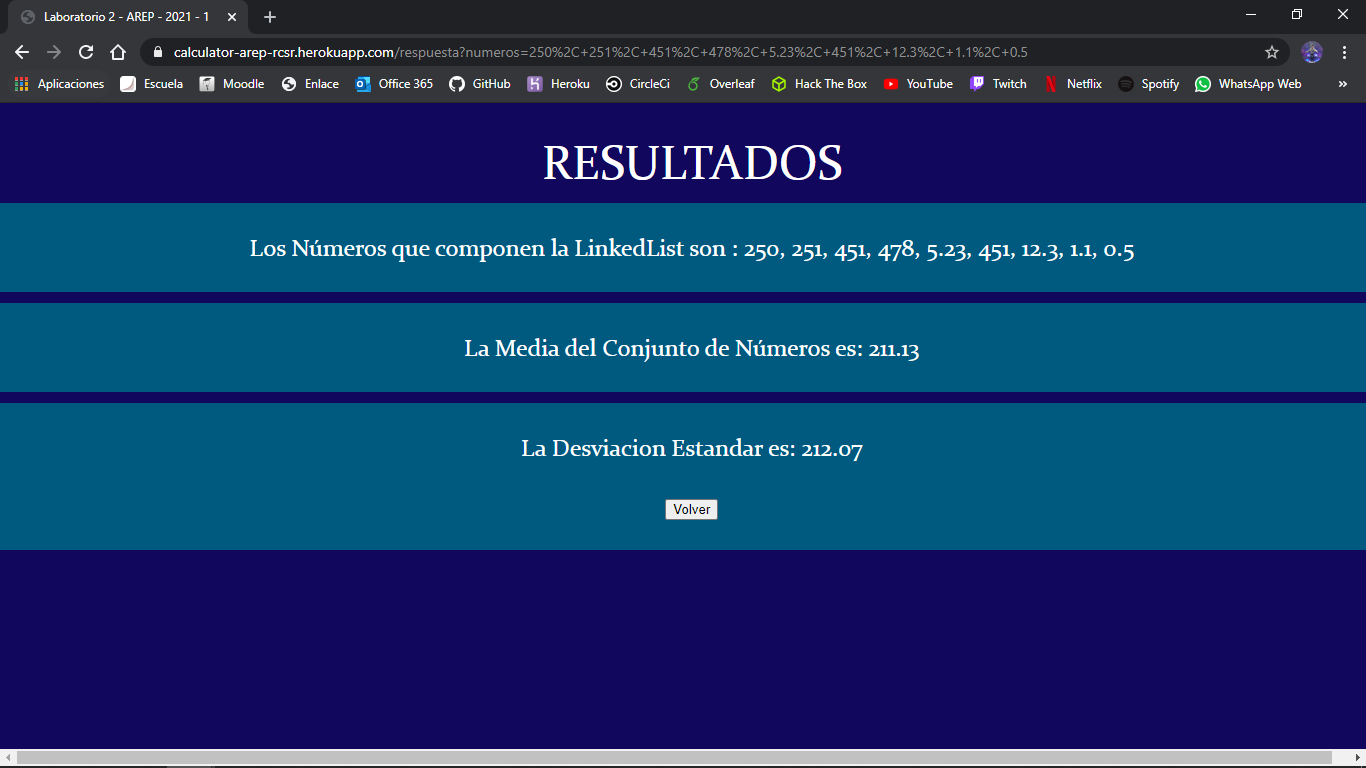 Laboratorio 2 - AREP - 2021 - 1
calculator-arep-rcsr.herokuapp.com/respuesta?numeros=250%2C+251%2C+451%2C+478%2C+5.23%2C+451%2C+12.3%2C+1.1%2C+0.5
Aplicaciones Escuela Moodle Enlace Office 365 GitHub Heroku CircleCi Overleaf Hack The Box YouTube Twitch Netflix Spotify WhatsApp Web »
RESULTADOS
Los Números que componen la LinkedList son : 250, 251, 451, 478, 5.23, 451, 12.3, 1.1, 0.5
La Media del Conjunto de Números es: 211.13
La Desviacion Estandar es: 212.07
Volver